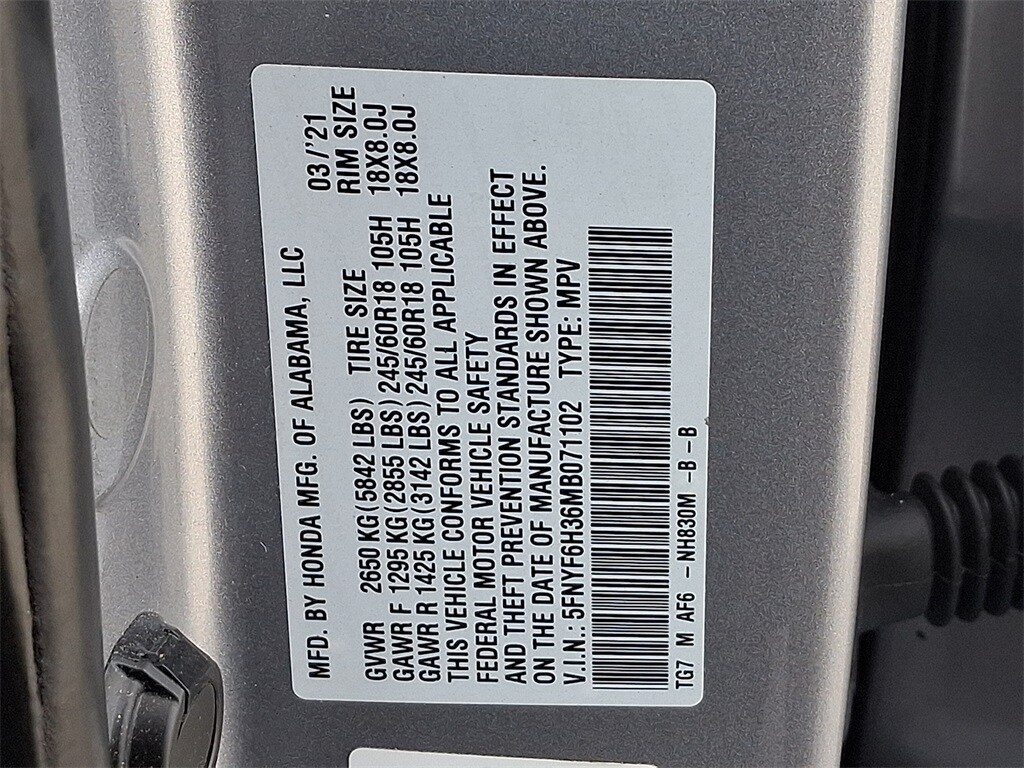 MFD. BY HONDA MFG. OF ALABAMA, LLC 03/'21
GVWR 2650 KG(5842 LBS) TIRE SIZE RIM SIZE
GAWR F 1295 KG(2855 LBS)245/60R18 105H 18X8.0J
GAWR R 1425 KG(3142 LBS)245/60R18 105H 18X8.0J
THIS VEHICLE CONFORMS TO ALL APPLICABLE
FEDERAL MOTOR VEHICLE SAFETY
AND THEFT PREVENTION STANDARDS IN EFFECT
ON THE DATE OF MANUFACTURE SHOWN ABOVE.
V.I.N.: 5FNYF6H36MB071102 TYPE: MPV
TG7 M AF6 -NH830M -B -B